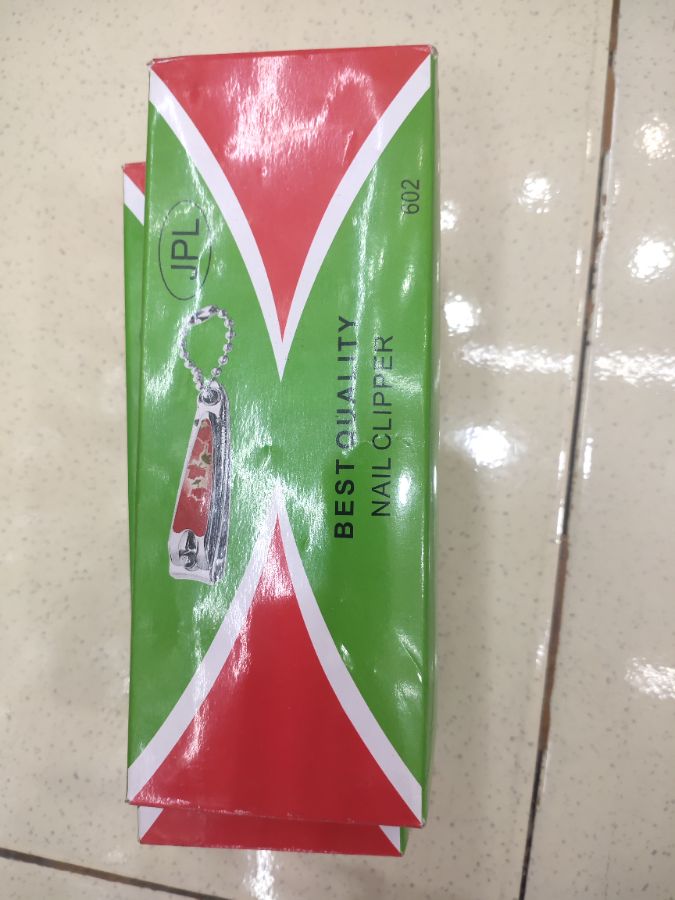 JPL
602
BEST QUALITY
NAIL CLIPPER